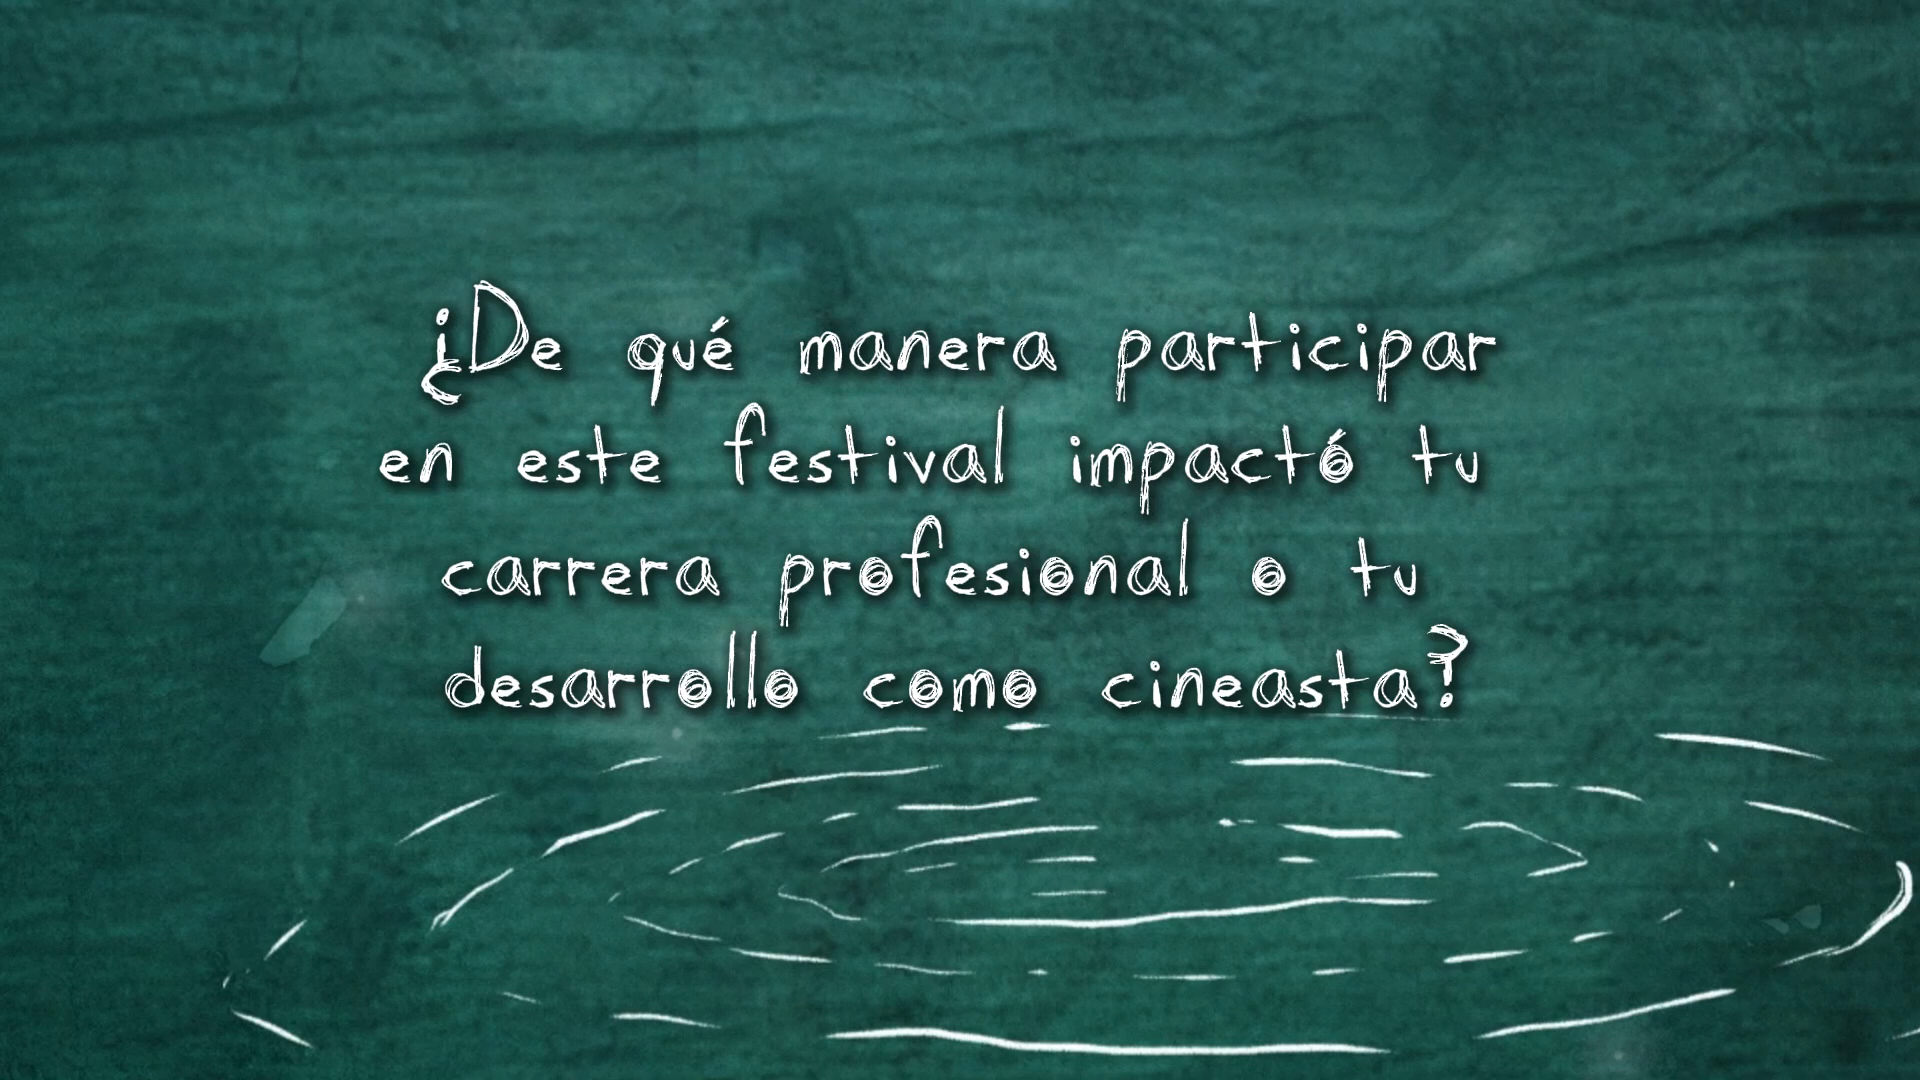 ¿De qué manera participar
en este festival impactó tu
carrera profesional o tu
desarrollo como cineasta?